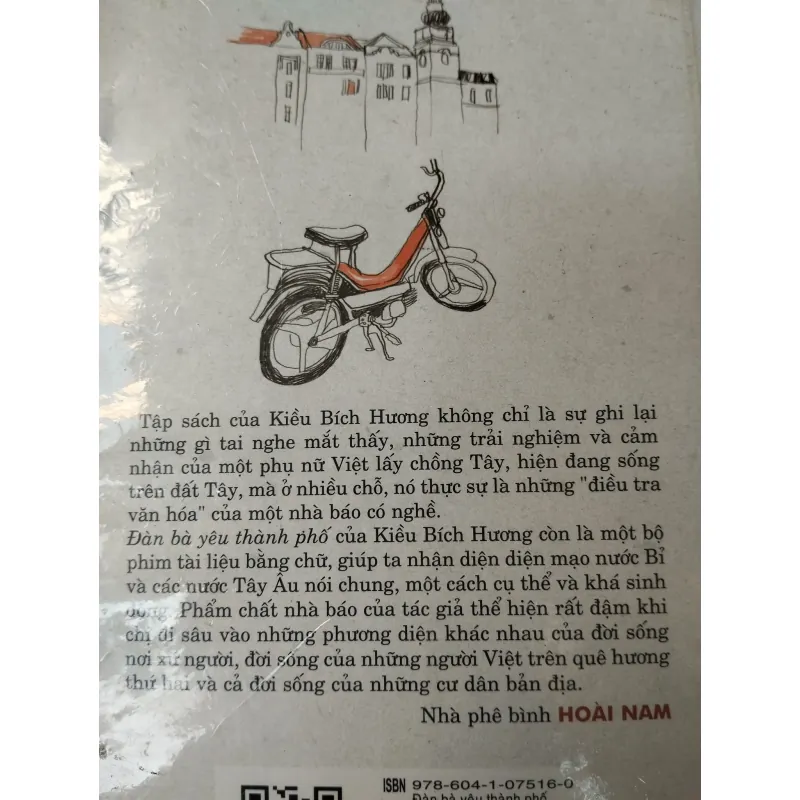 Tập sách của Kiều Bích Hương không chỉ là sự ghi lại
những gì tai nghe mắt thấy, những trải nghiệm và cảm
nhận của một phụ nữ Việt lấy chồng Tây, hiện đang sống
trên đất Tây, mà ở nhiều chỗ, nó thực sự là những "điều tra
văn hóa" của một nhà báo có nghề.
Đàn bà yêu thành phố của Kiều Bích Hương còn là một bộ
phim tài liệu bằng chữ, giúp ta nhận diện diện mạo nước Bỉ
và các nước Tây Âu nói chung, một cách cụ thể và khá sinh
động. Phẩm chất nhà báo của tác giả thể hiện rất đậm khi
chị đi sâu vào những phương diện khác nhau của đời sống
nơi xứ người, đời sống của những người Việt trên quê hương
thứ hai và cả đời sống của những cư dân bản địa.
Nhà phê bình HOÀI NAM
ISBN 978-604-1-07516-0
Đàn bà yêu thành phố